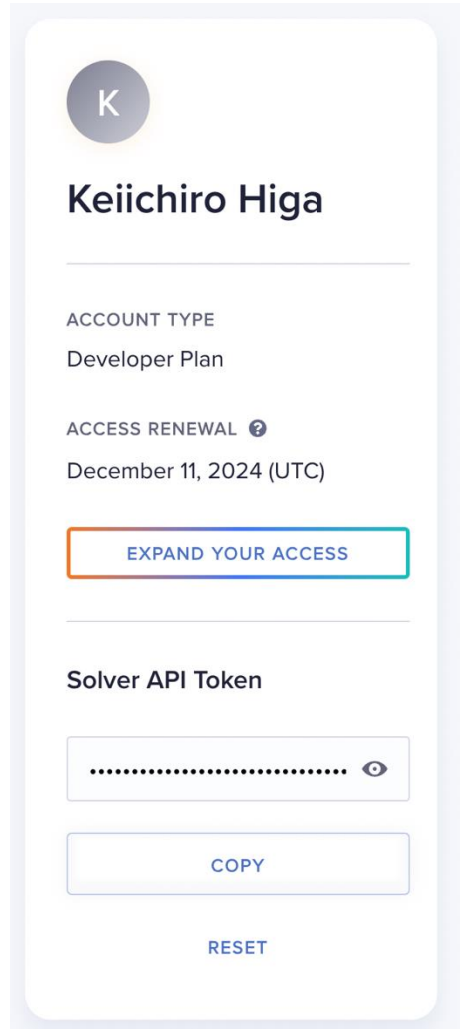 K
Keiichiro Higa
ACCOUNT TYPE
Developer Plan
ACCESS RENEWAL ?
December 11, 2024 (UTC)
EXPAND YOUR ACCESS
Solver API Token
•••••••••••••••••••••••••••••••
COPY
RESET